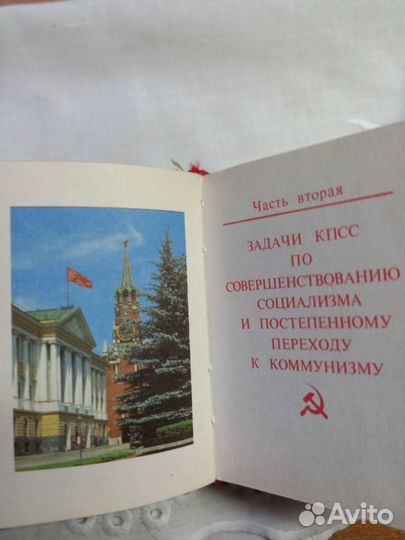 Часть вторая
ЗАДАЧИ КПСС
ПО
СОВЕРШЕНСТВОВАНИЮ
СОЦИАЛИЗМА
И ПОСТЕПЕННОМУ
ПЕРЕХОДУ
К КОММУНИЗМУ
Avito